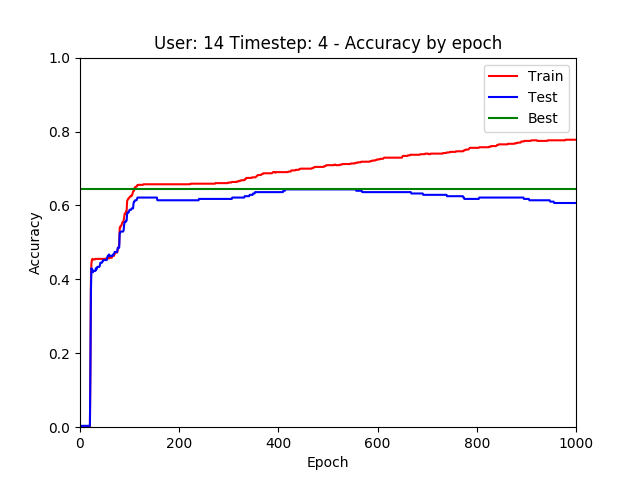 User: 14 Timestep: 4 - Accuracy by epoch
Train
Test
Best
Accuracy
1.0
0.8
0.6
0.4
0.2
0.0
0 200 400 600 800 1000
Epoch